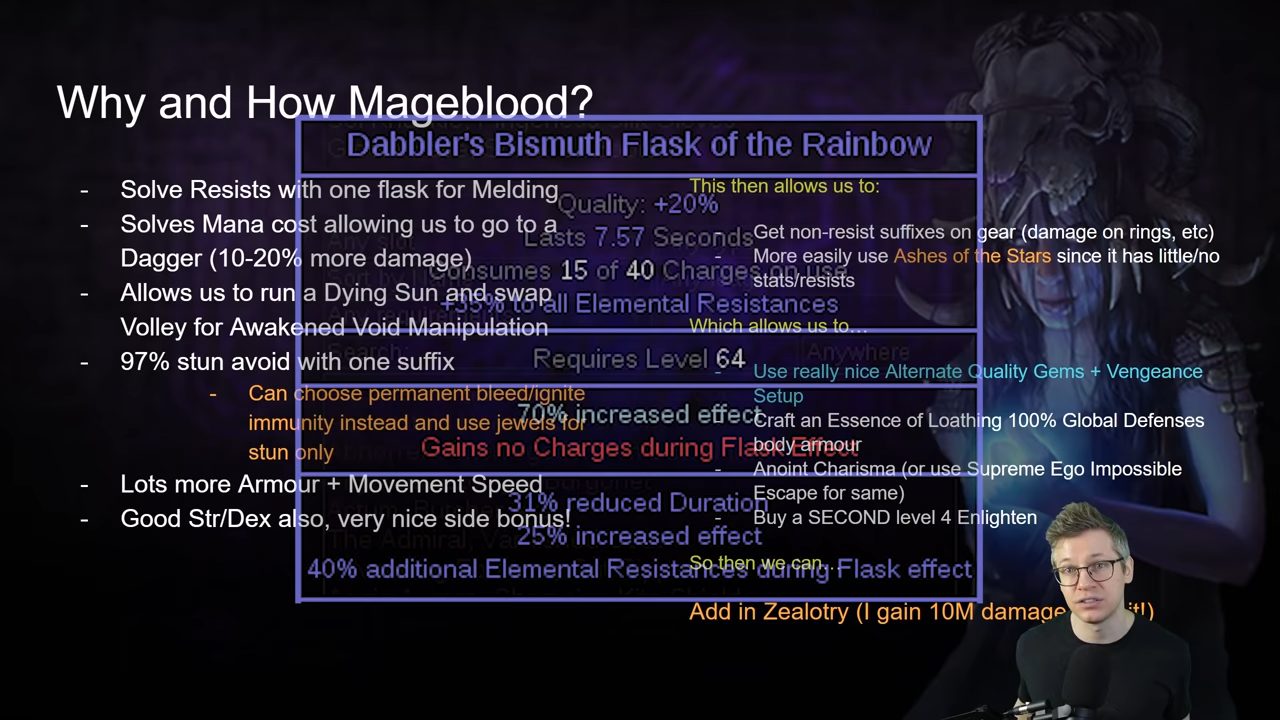 Why and How Mageblood?
- Solve Resists with one flask for Melding
- Solves Mana cost allowing us to go to a
Dagger (10-20% more damage)
- Allows us to run a Dying Sun and swap
Volley for Awakened Void Manipulation
- 97% stun avoid with one suffix
- Can choose permanent bleed/ignite
immunity instead and use jewels for
stun only
- Lots more Armour + Movement Speed
- Good Str/Dex also, very nice side bonus!
Dabbler's Bismuth Flask of the Rainbow
Quality: +20%
Lasts 7.57 Seconds
Consumes 15 of 40 Charges on use
+35% to all Elemental Resistances
Requires Level 64
70% increased effect
Gains no Charges during Flask Effect
31% reduced Duration
25% increased effect
40% additional Elemental Resistances during Flask effect
Search:
Anywhere
This then allows us to:
- Get non-resist suffixes on gear (damage on rings, etc)
- More easily use Ashes of the Stars since it has little/no
stats/resists
Which allows us to...
- Use really nice Alternate Quality Gems + Vengeance
Setup
- Craft an Essence of Loathing 100% Global Defenses
body armour
- Anoint Charisma (or use Supreme Ego Impossible
Escape for same)
- Buy a SECOND level 4 Enlighten
So then we can...
Add in Zealotry (I gain 10M damage it!)